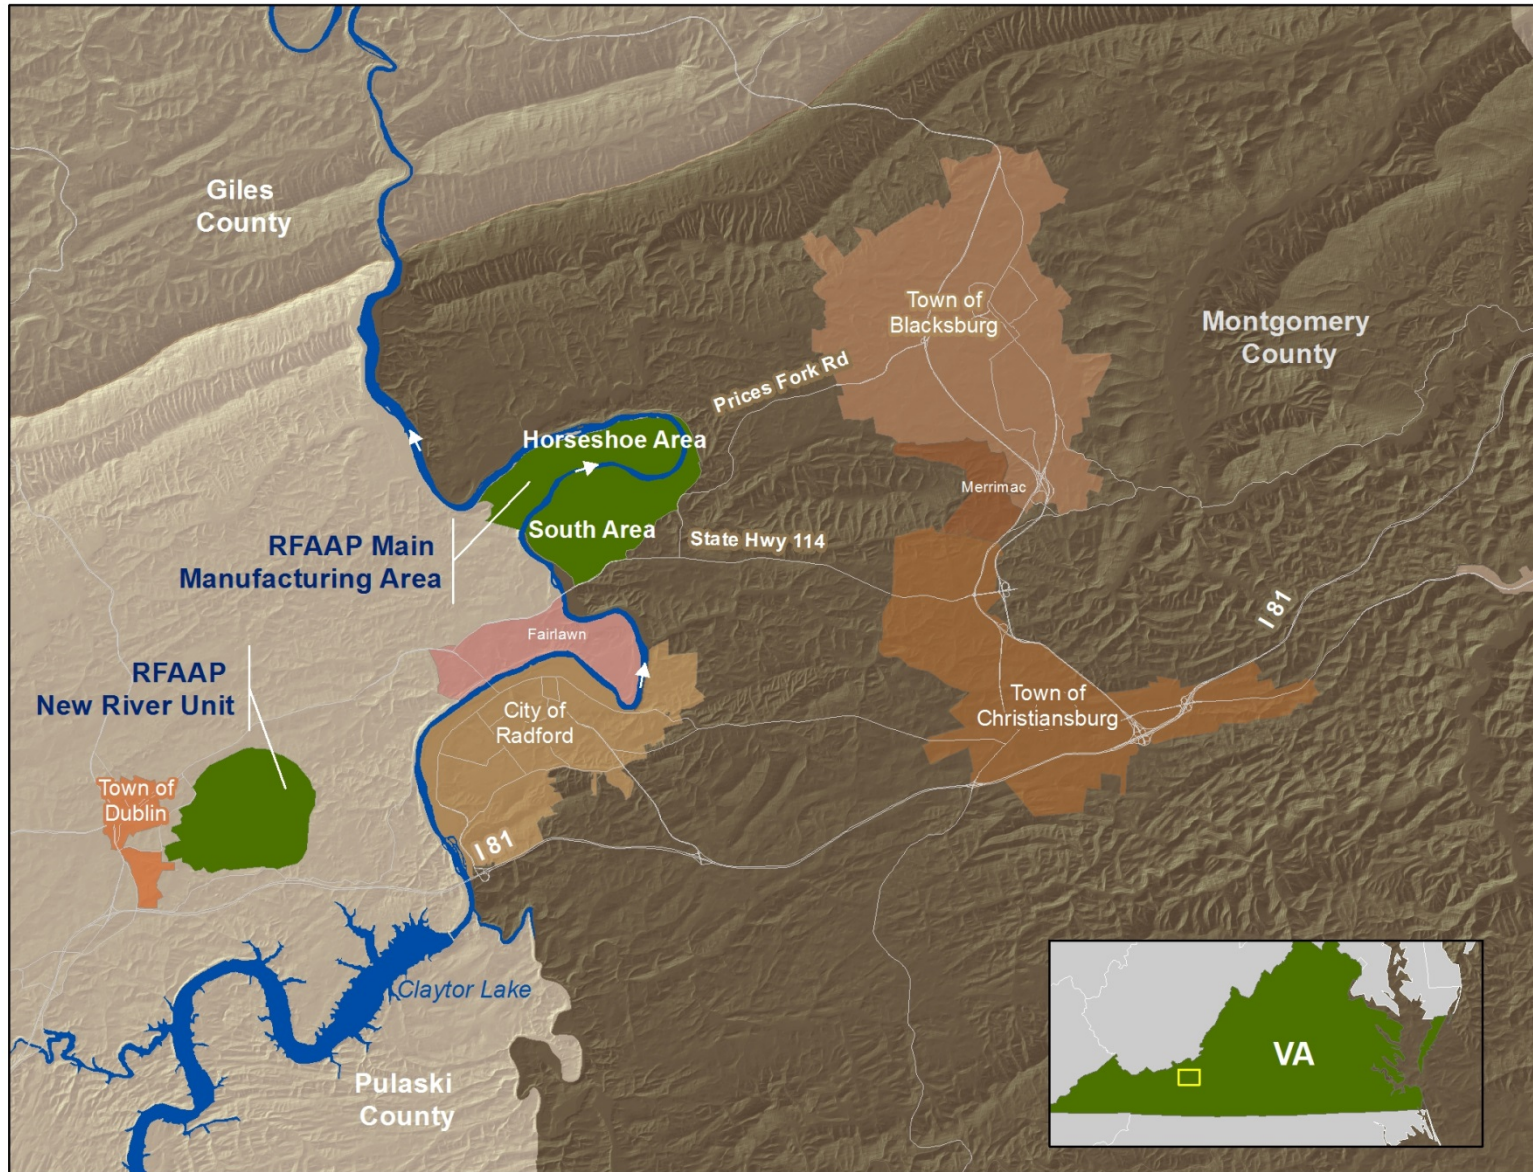 Giles
County
Town of
Blacksburg
Montgomery
County
Prices Fork Rd
Horseshoe Area
Merrimac
South Area
State Hwy 114
RFAAP Main
Manufacturing Area
I 81
Fairlawn
RFAAP
New River Unit
City of
Radford
Town of
Christiansburg
Town of
Dublin
I 81
Claytor Lake
Pulaski
County
VA